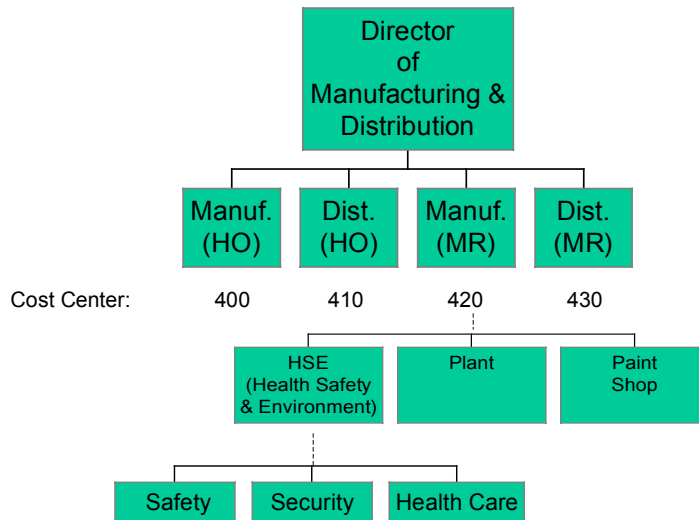 Director
of
Manufacturing &
Distribution
Manuf.
(HO)
Dist.
(HO)
Manuf.
(MR)
Dist.
(MR)
Cost Center: 400 410 420 430
HSE
(Health Safety
& Environment)
Plant
Paint
Shop
Safety
Security
Health Care